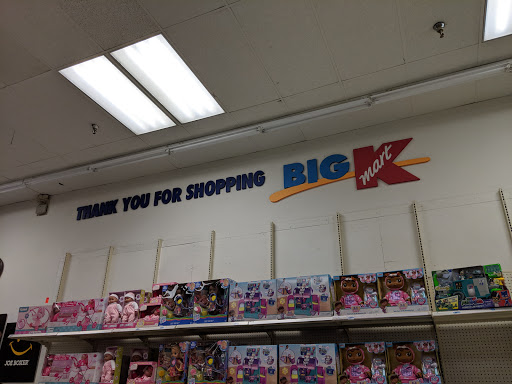 THANK YOU FOR SHOPPING BIG K mart
JOE BOXER